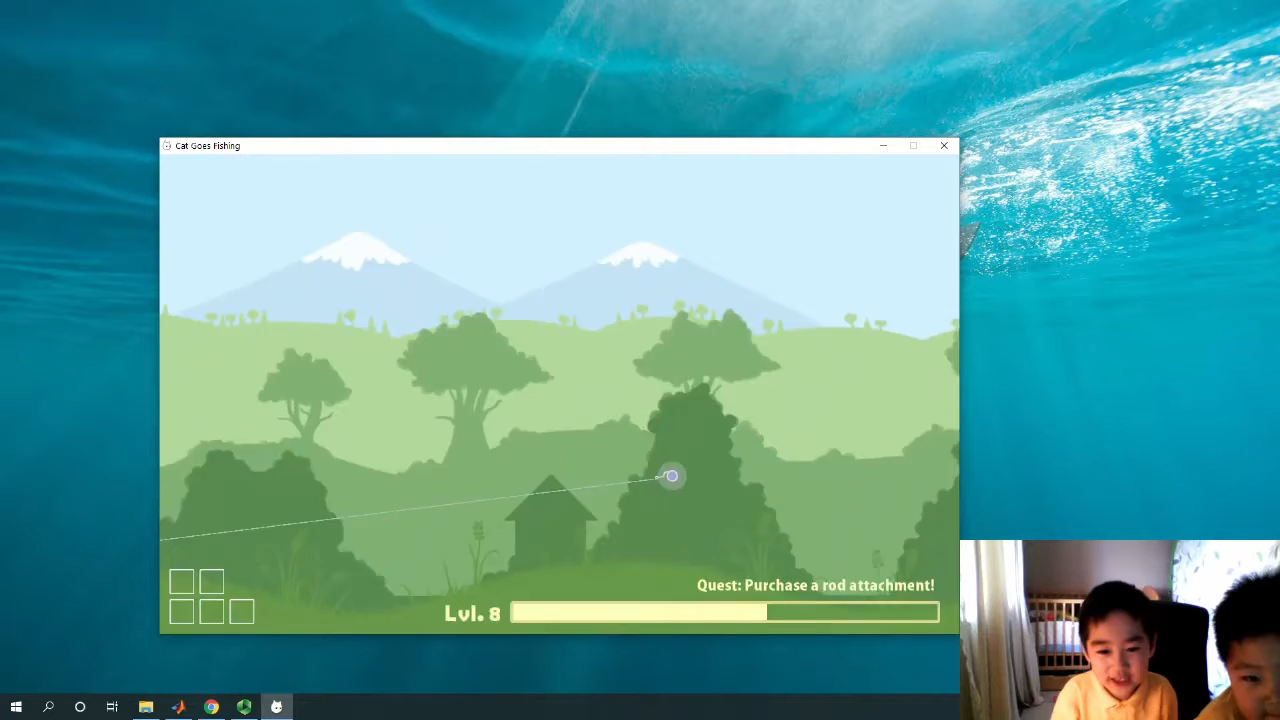 Cat Goes Fishing
Quest: Purchase a rod attachment!
Lvl. 8